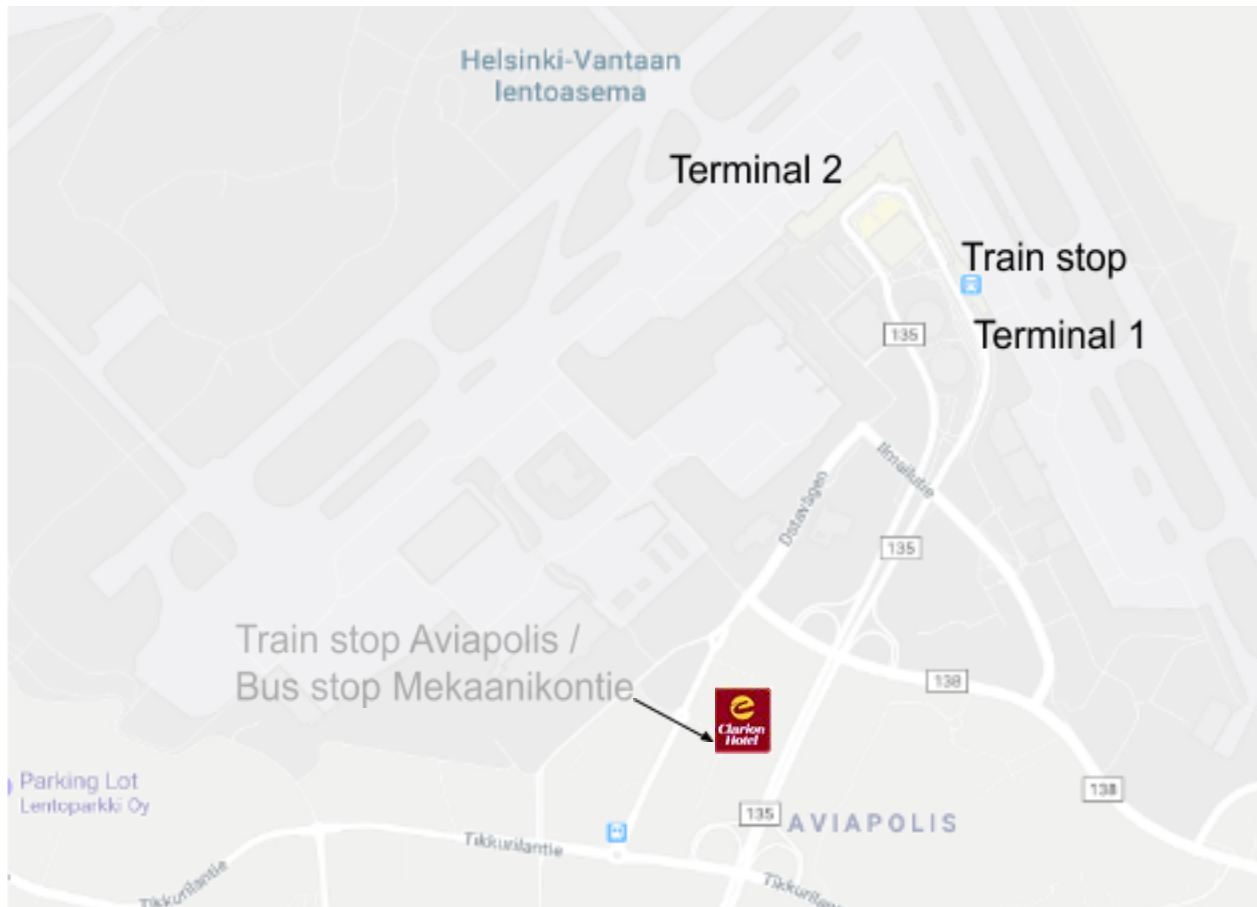 Helsinki-Vantaan
lentoasema
Terminal 2
Train stop
135
Terminal 1
Ilmailutie
Ostavägen
135
Train stop Aviapolis /
Bus stop Mekaanikontie
138
Clarion
Hotel
Parking Lot
Lentoparkki Oy
138
135
AVIAPOLIS
Tikkurilantie
Tikkurilantie
Tikkurilantie